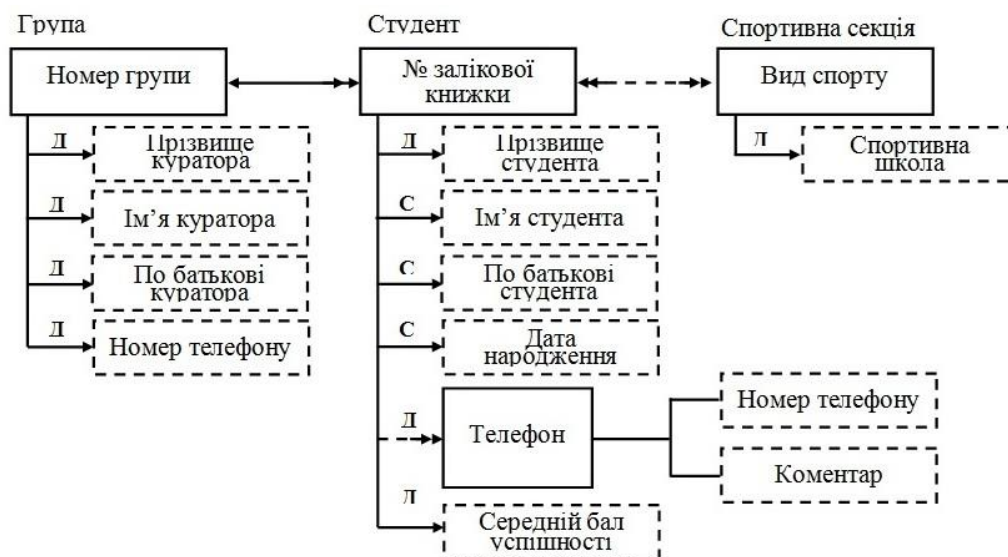 Група
Студент
Спортивна секція
Номер групи
№ залікової
книжки
Вид спорту
Д
Прізвище
куратора
Д
Ім’я куратора
Д
По батькові
куратора
Д
Номер телефону
Д
Прізвище
студента
С
Ім’я студента
С
По батькові
студента
С
Дата
народження
Д
Телефон
Д
Середній бал
успішності
Д
Спортивна
школа
Номер телефону
Коментар